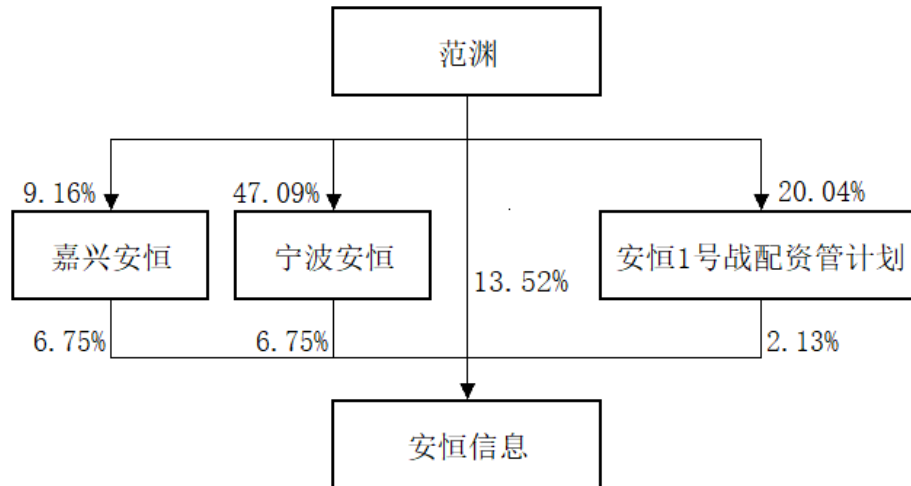 范渊
9.16%
47.09%
20.04%
嘉兴安恒
宁波安恒
安恒1号战配资管计划
13.52%
6.75%
6.75%
2.13%
安恒信息